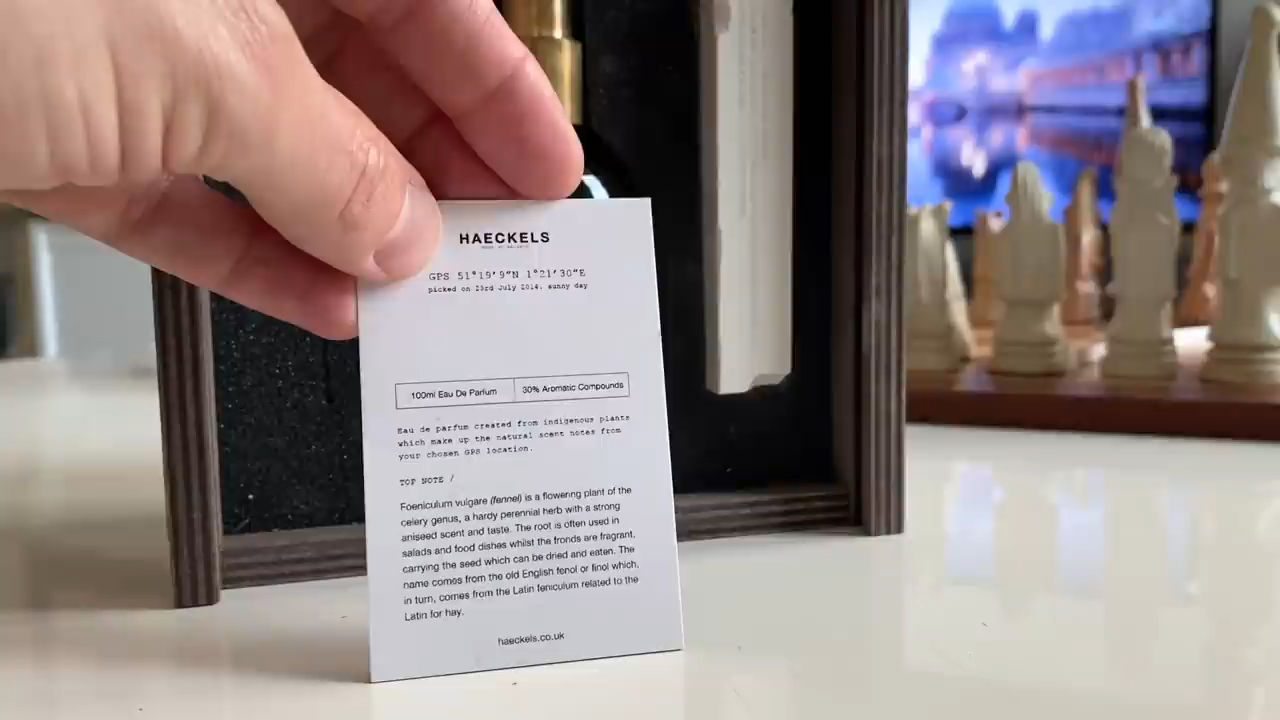 HAECKELS
GPS 51°19'9"N 1°21'30"E
picked on 23rd July 2014. sunny day
100ml Eau De Parfum
30% Aromatic Compounds
Eau de parfum created from indigenous plants
which make up the natural scent notes from
your chosen GPS location.
TOP NOTE /
Foeniculum vulgare (fennel) is a flowering plant of the
celery genus, a hardy perennial herb with a strong
aniseed scent and taste. The root is often used in
salads and food dishes whilst the fronds are fragrant,
carrying the seed which can be dried and eaten. The
name comes from the old English fenol or finol which,
in turn, comes from the Latin feniculum related to the
Latin for hay.
haeckels.co.uk